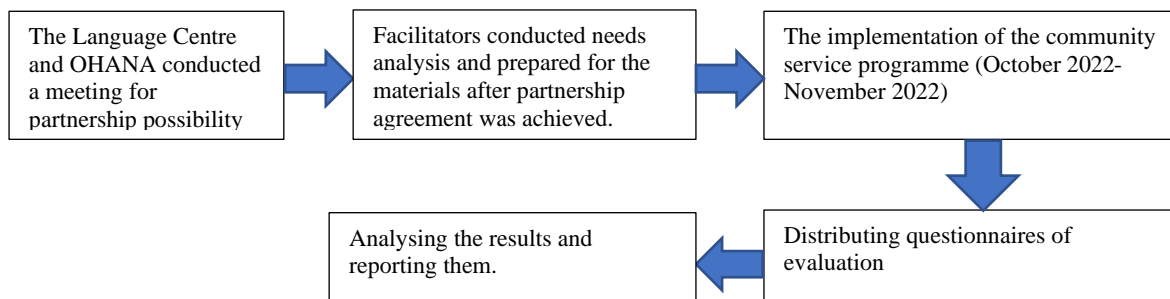 The Language Centre
and OHANA conducted
a meeting for
partnership possibility
Facilitators conducted needs
analysis and prepared for the
materials after partnership
agreement was achieved.
The implementation of the community
service programme (October 2022-
November 2022)
Distributing questionnaires of
evaluation
Analysing the results and
reporting them.